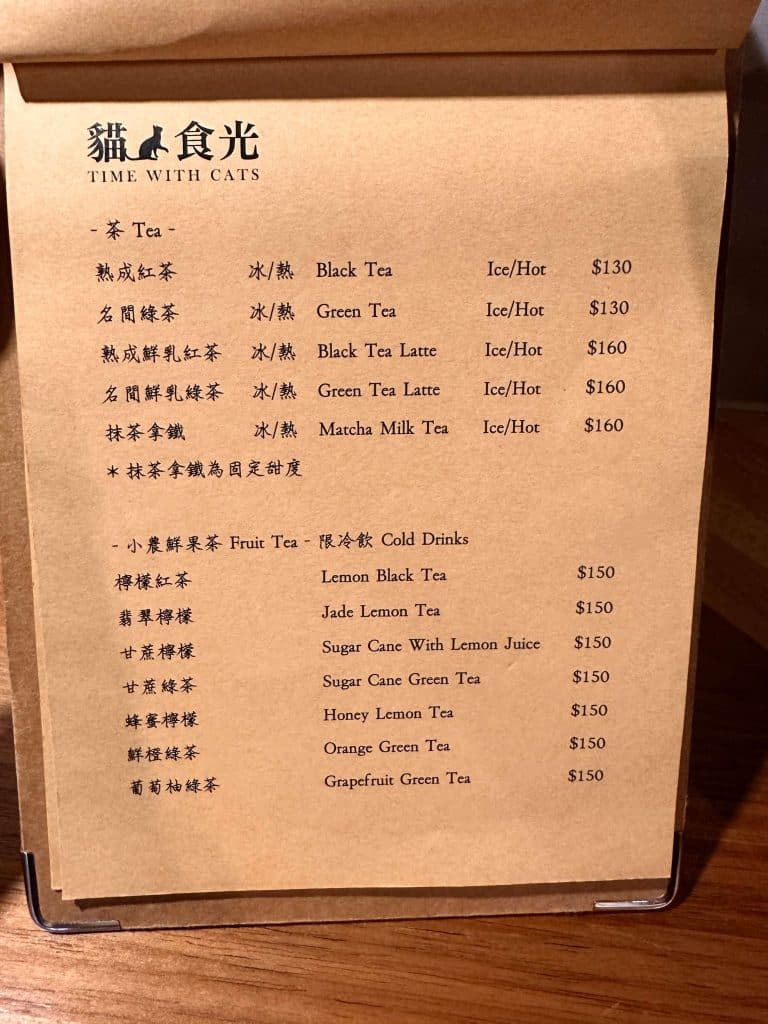 貓食光
TIME WITH CATS
- 茶 Tea -
熟成紅茶 冰/熱 Black Tea Ice/Hot $130
名間綠茶 冰/熱 Green Tea Ice/Hot $130
熟成鮮乳紅茶 冰/熱 Black Tea Latte Ice/Hot $160
名間鮮乳綠茶 冰/熱 Green Tea Latte Ice/Hot $160
抹茶拿鐵 冰/熱 Matcha Milk Tea Ice/Hot $160
* 抹茶拿鐵為固定甜度
- 小農鮮果茶 Fruit Tea - 限冷飲 Cold Drinks
檸檬紅茶 Lemon Black Tea $150
翡翠檸檬 Jade Lemon Tea $150
甘蔗檸檬 Sugar Cane With Lemon Juice $150
甘蔗綠茶 Sugar Cane Green Tea $150
蜂蜜檸檬 Honey Lemon Tea $150
鮮橙綠茶 Orange Green Tea $150
葡萄柚綠茶 Grapefruit Green Tea $150